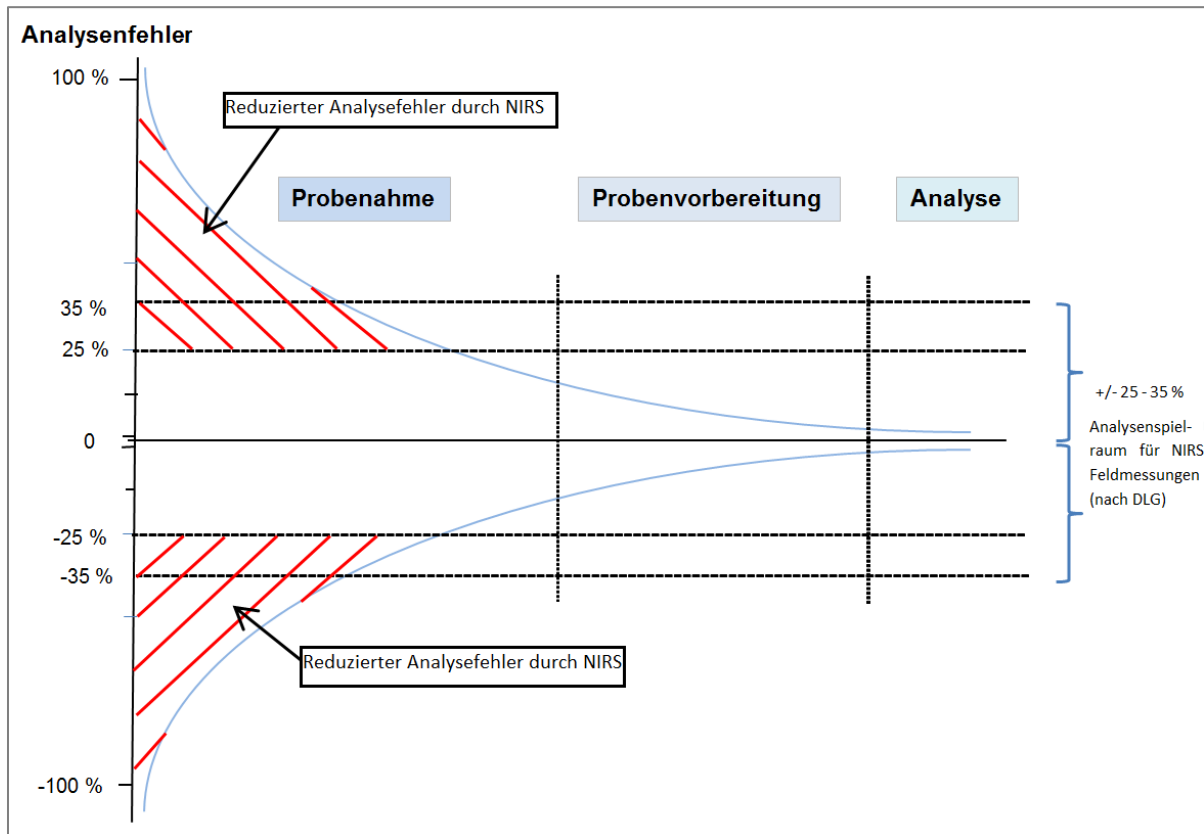 Analysenfehler
100 %
Reduzierter Analysefehler durch NIRS
Probenahme
Probenvorbereitung
Analyse
35 %
25 %
+/- 25 - 35 %
Analysenspiel-
raum für NIRS
Feldmessungen
(nach DLG)
0
-25 %
-35 %
Reduzierter Analysefehler durch NIRS
-100 %